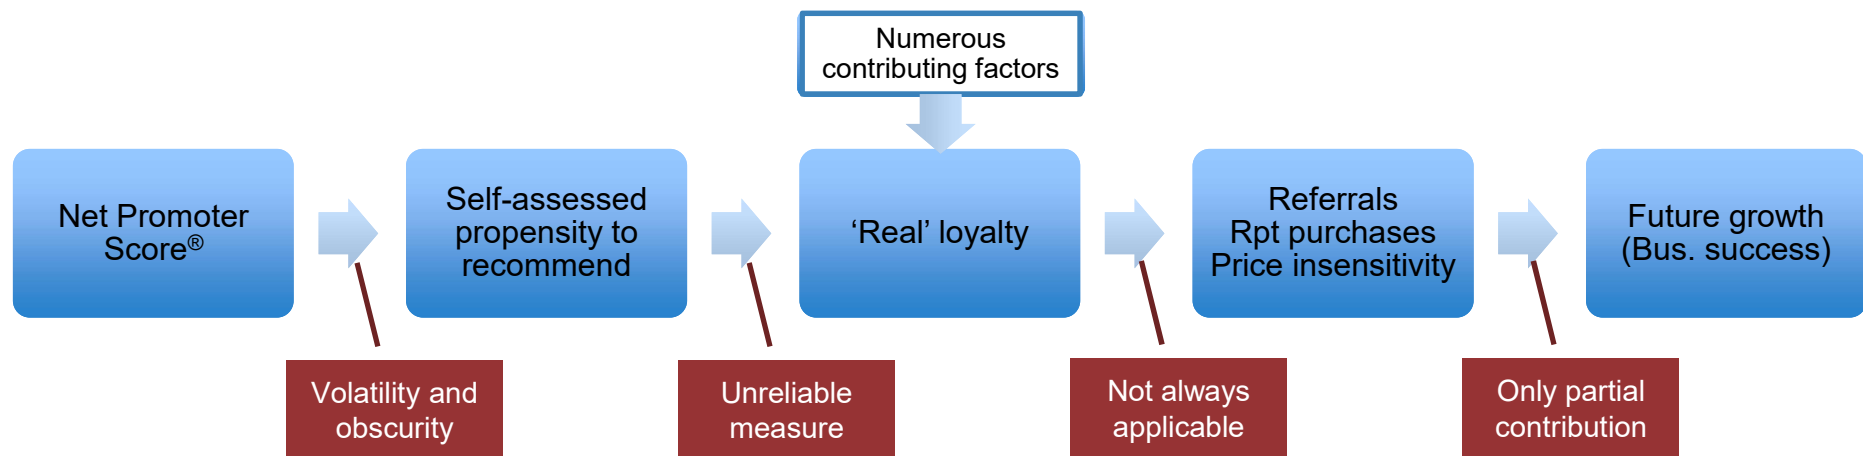 Numerous
contributing factors
Net Promoter
Score®
Self-assessed
propensity to
recommend
‘Real’ loyalty
Referrals
Rpt purchases
Price insensitivity
Future growth
(Bus. success)
Volatility and
obscurity
Unreliable
measure
Not always
applicable
Only partial
contribution